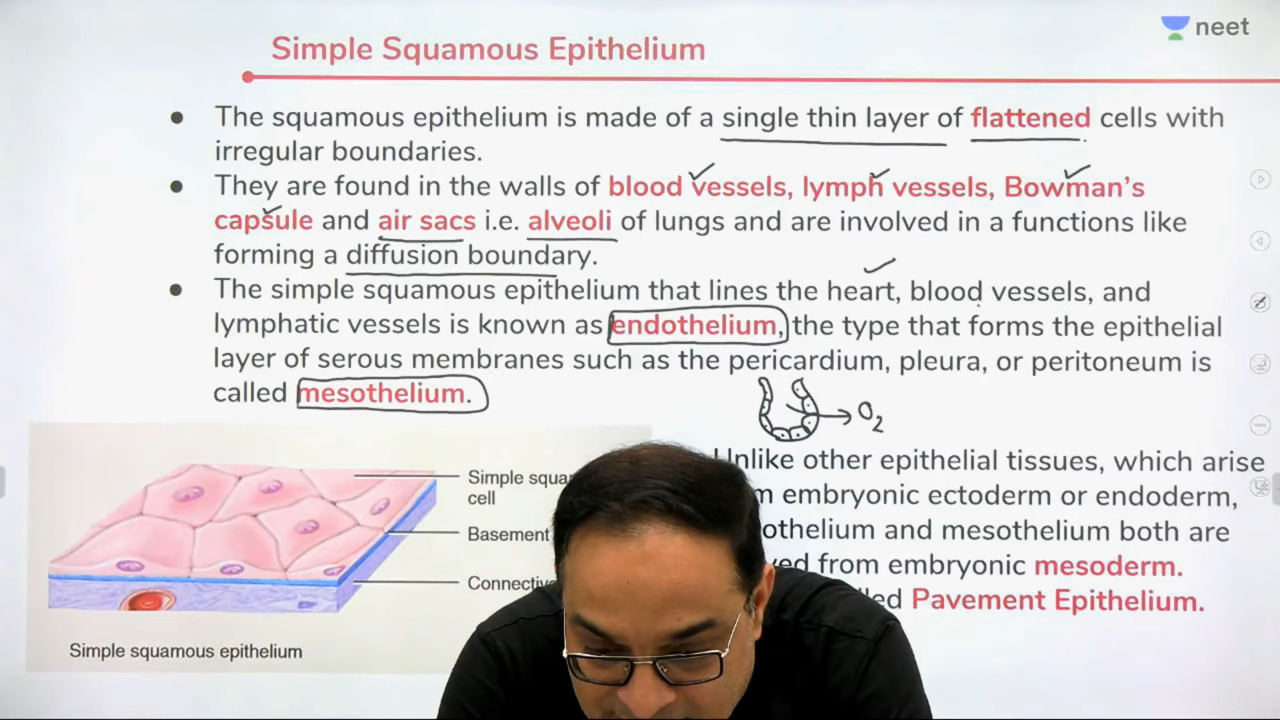 neet
Simple Squamous Epithelium
• The squamous epithelium is made of a single thin layer of flattened cells with
irregular boundaries.
• They are found in the walls of blood vessels, lymph vessels, Bowman's
capsule and air sacs i.e. alveoli of lungs and are involved in a functions like
forming a diffusion boundary.
• The simple squamous epithelium that lines the heart, blood vessels, and
lymphatic vessels is known as endothelium, the type that forms the epithelial
layer of serous membranes such as the pericardium, pleura, or peritoneum is
called mesothelium.
O2
Simple squa
cell
Basement
Connectiv
Simple squamous epithelium
Unlike other epithelial tissues, which arise
m embryonic ectoderm or endoderm,
othelium and mesothelium both are
ved from embryonic mesoderm.
lled Pavement Epithelium.